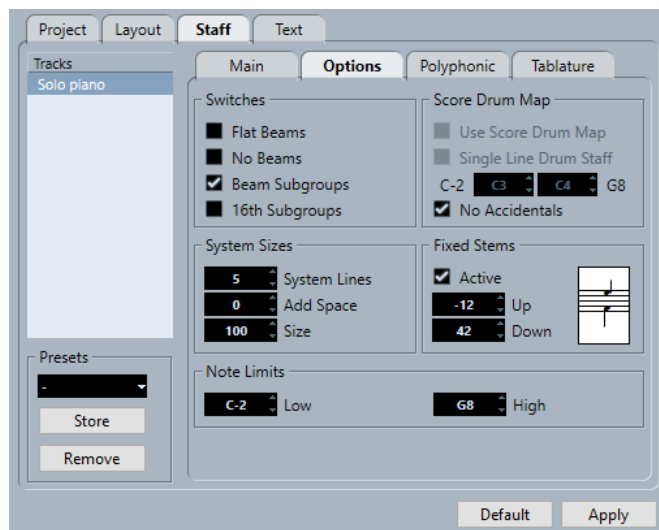 Project Layout Staff Text
Tracks
Solo piano
Main Options Polyphonic Tablature
Switches
Flat Beams
No Beams
Beam Subgroups
16th Subgroups
Score Drum Map
Use Score Drum Map
Single Line Drum Staff
C-2 C3 C4 G8
No Accidentals
System Sizes
5 System Lines
0 Add Space
100 Size
Fixed Stems
Active
-12 Up
42 Down
Note Limits
C-2 Low
G8 High
Presets
-
Store
Remove
Default Apply